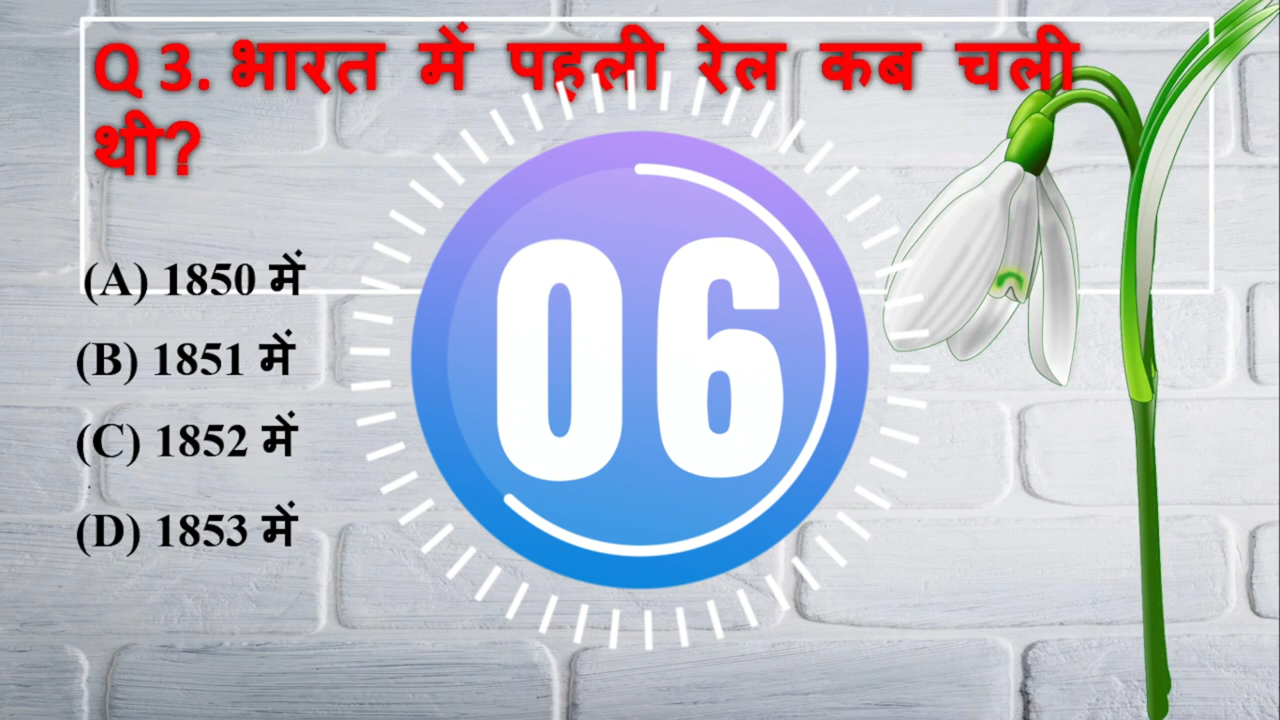 Q 3. भारत में पहली रेल कब चली
थी?
(A) 1850 में
(B) 1851 में
(C) 1852 में
(D) 1853 में
06